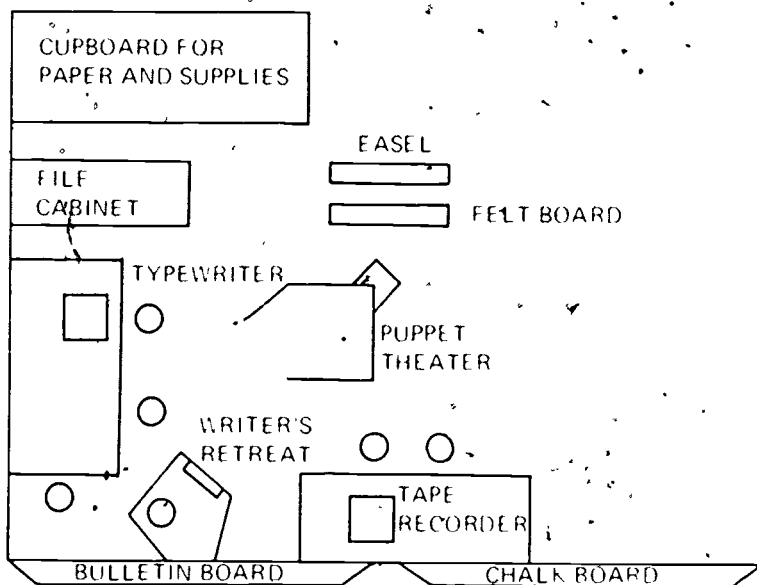 CUPBOARD FOR
PAPER AND SUPPLIES
EASEL
FILE
CABINET
FELT BOARD
TYPEWRITER
PUPPET
THEATER
WRITER'S
RETREAT
TAPE
RECORDER
BULLETIN BOARD
CHALK BOARD